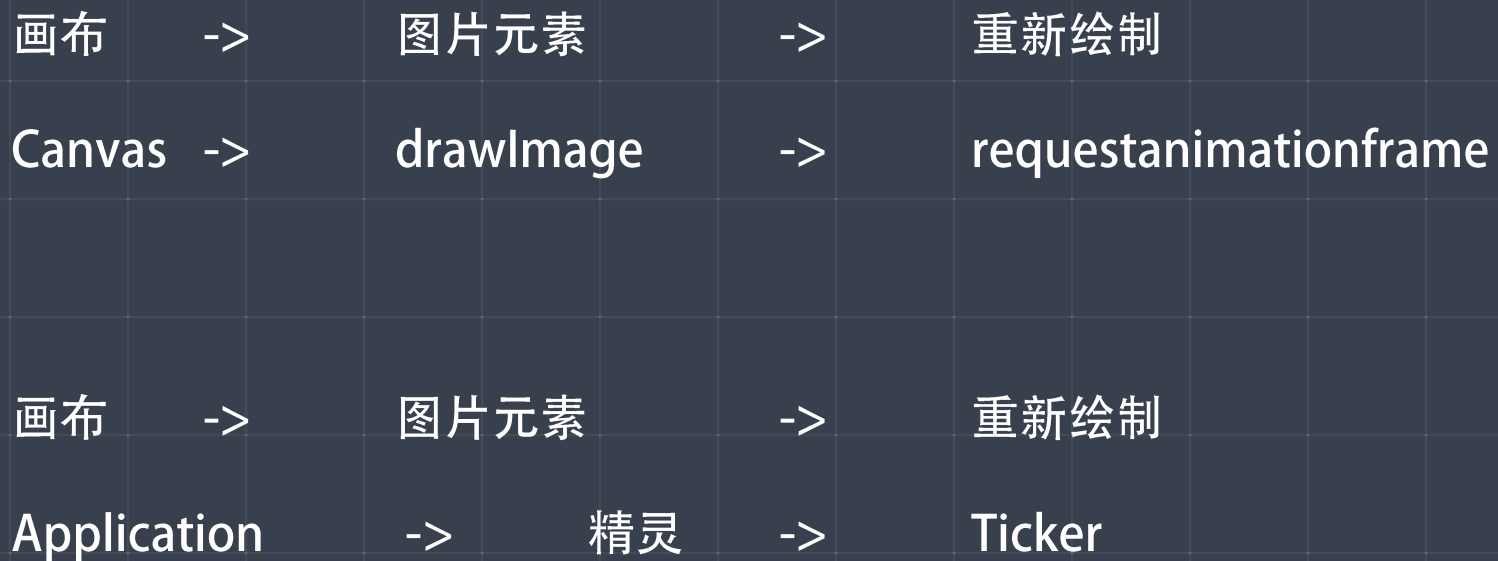 画布 -> 图片元素 -> 重新绘制
Canvas -> drawImage -> requestanimationframe
画布 -> 图片元素 -> 重新绘制
Application -> 精灵 -> Ticker